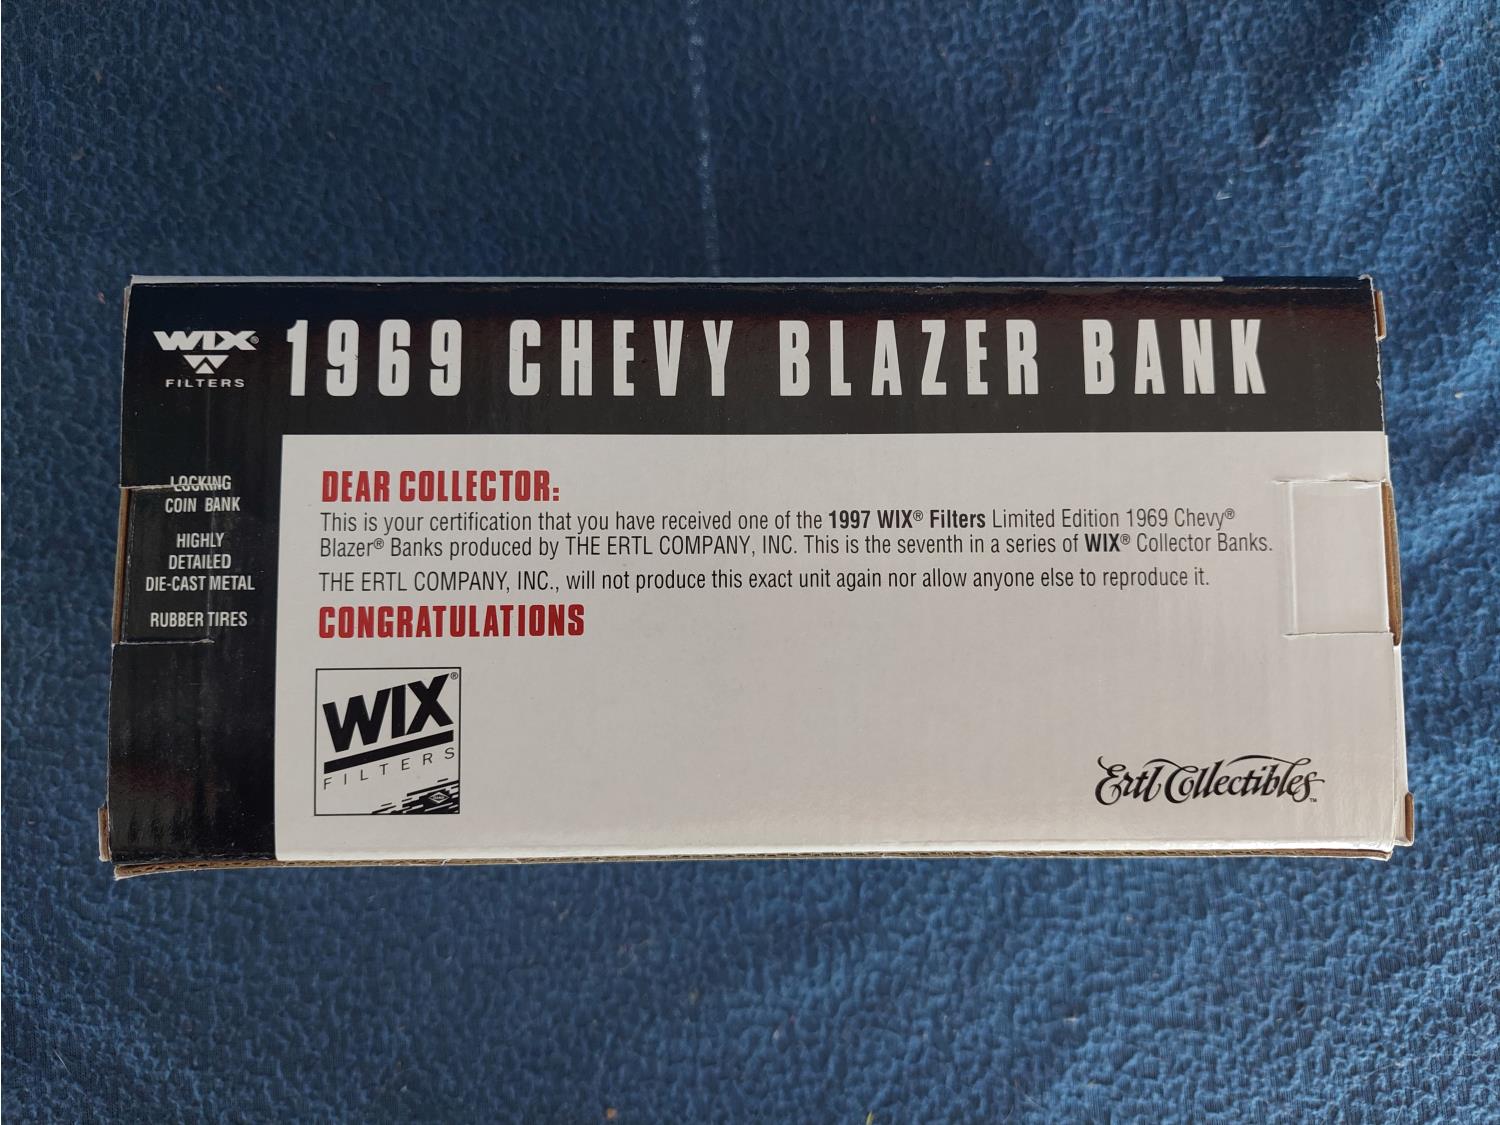 WIX®
FILTERS
1969 CHEVY BLAZER BANK
LOCKING
COIN BANK
HIGHLY
DETAILED
DIE-CAST METAL
RUBBER TIRES
DEAR COLLECTOR:
This is your certification that you have received one of the 1997 WIX® Filters Limited Edition 1969 Chevy®
Blazer® Banks produced by THE ERTL COMPANY, INC. This is the seventh in a series of WIX® Collector Banks.
THE ERTL COMPANY, INC., will not produce this exact unit again nor allow anyone else to reproduce it.
CONGRATULATIONS
WIX®
FILTERS
Ertl Collectibles™